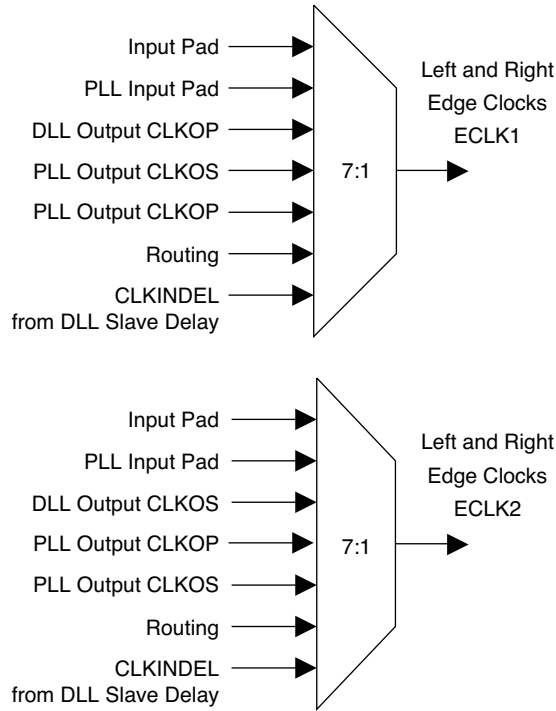 Input Pad
PLL Input Pad
DLL Output CLKOP
PLL Output CLKOS
PLL Output CLKOP
Routing
CLKINDEL
from DLL Slave Delay
7:1
Left and Right
Edge Clocks
ECLK1
Input Pad
PLL Input Pad
DLL Output CLKOS
PLL Output CLKOP
PLL Output CLKOS
Routing
CLKINDEL
from DLL Slave Delay
7:1
Left and Right
Edge Clocks
ECLK2